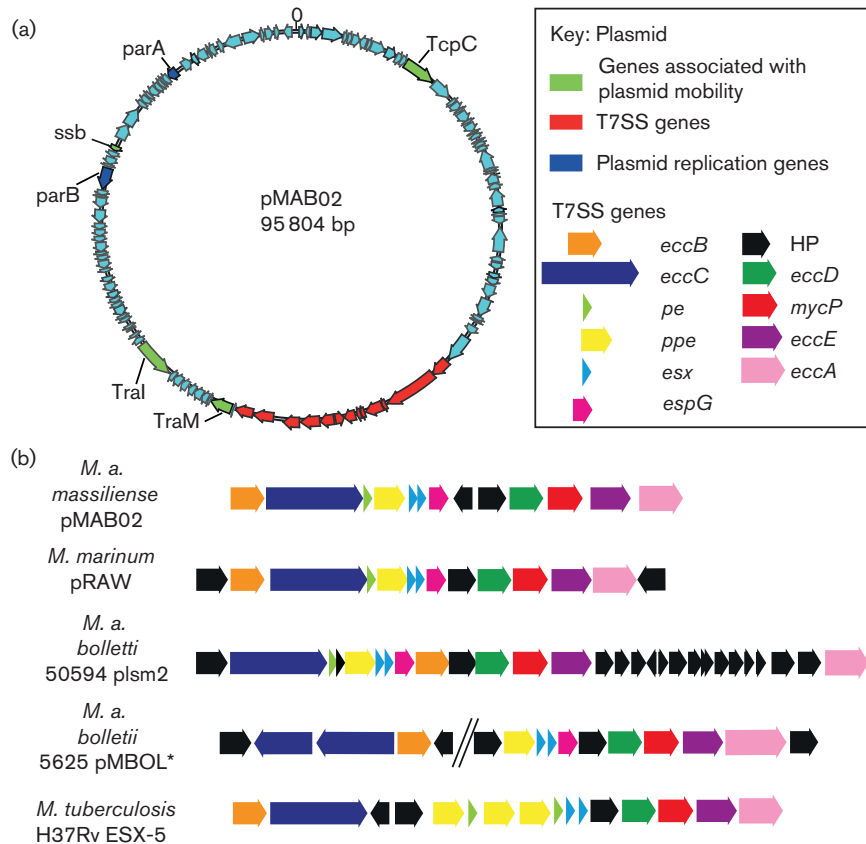 (a)
0
parA
TcpC
ssb
parB
pMAB02
95 804 bp
TraI
TraM
Key: Plasmid
Genes associated with
plasmid mobility
T7SS genes
Plasmid replication genes
T7SS genes
eccB
eccC
pe
ppe
esx
espG
HP
eccD
mycP
eccE
eccA
(b)
M. a.
massiliense
pMAB02
M. marinum
pRAW
M. a.
bolletti
50594 plsm2
M. a.
bolletii
5625 pMBOL*
M. tuberculosis
H37Rv ESX-5